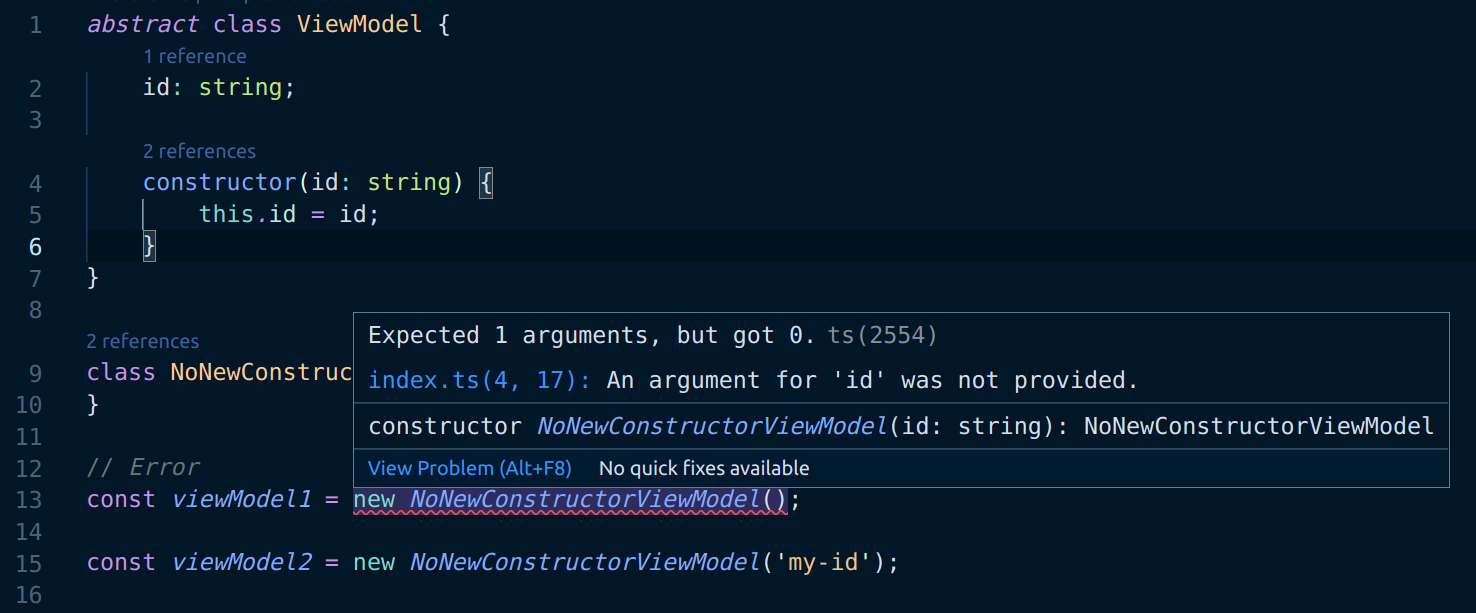 1 abstract class ViewModel {
1 reference
2 id: string;
3
2 references
4 constructor(id: string) {
5 this.id = id;
6 }
7 }
8
2 references
9 class NoNewConstruc
Expected 1 arguments, but got 0. ts(2554)
index.ts(4, 17): An argument for 'id' was not provided.
constructor NoNewConstructorViewModel(id: string): NoNewConstructorViewModel
View Problem (Alt+F8) No quick fixes available
10 }
11
12 // Error
13 const viewModel1 = new NoNewConstructorViewModel();
14
15 const viewModel2 = new NoNewConstructorViewModel('my-id');
16